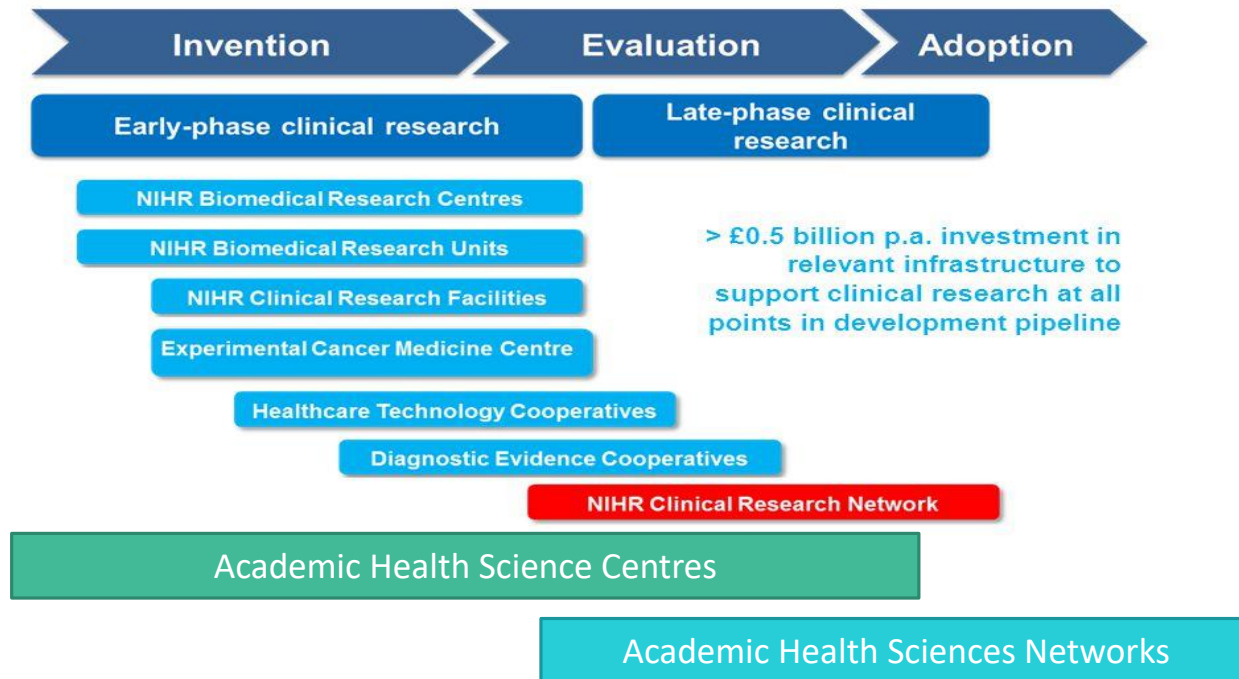 Invention
Evaluation
Adoption
Early-phase clinical research
Late-phase clinical
research
NIHR Biomedical Research Centres
NIHR Biomedical Research Units
NIHR Clinical Research Facilities
Experimental Cancer Medicine Centre
Healthcare Technology Cooperatives
Diagnostic Evidence Cooperatives
NIHR Clinical Research Network
> £0.5 billion p.a. investment in
relevant infrastructure to
support clinical research at all
points in development pipeline
Academic Health Science Centres
Academic Health Sciences Networks